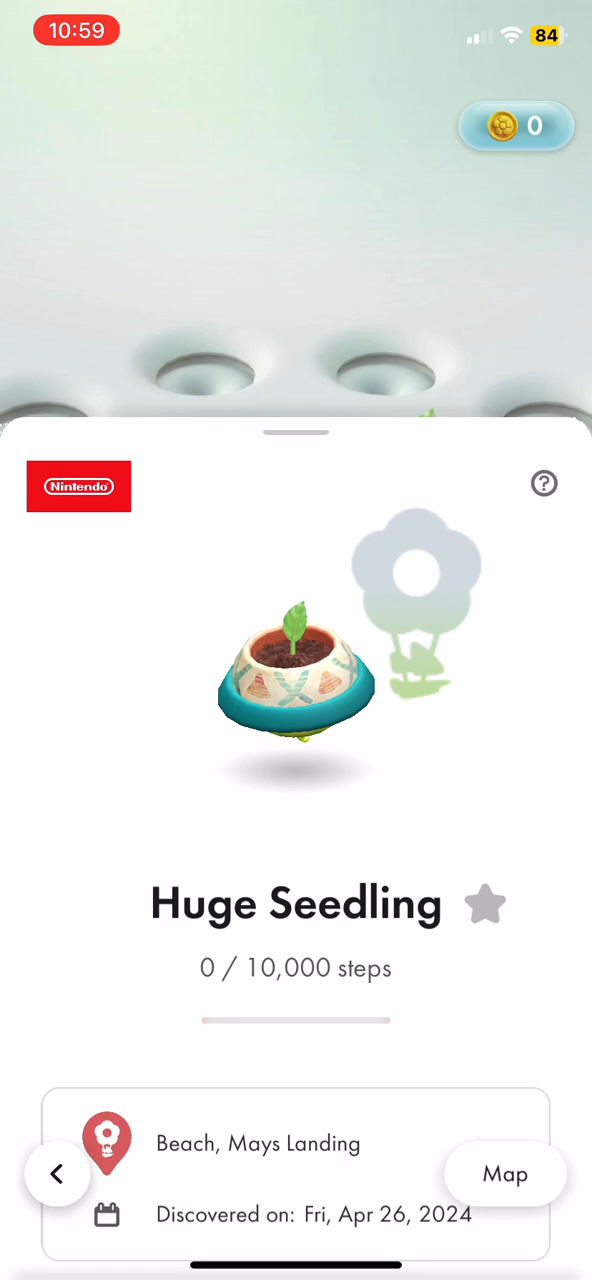 10:59
84
0
Nintendo
Huge Seedling
0 / 10,000 steps
Beach, Mays Landing
Map
Discovered on: Fri, Apr 26, 2024